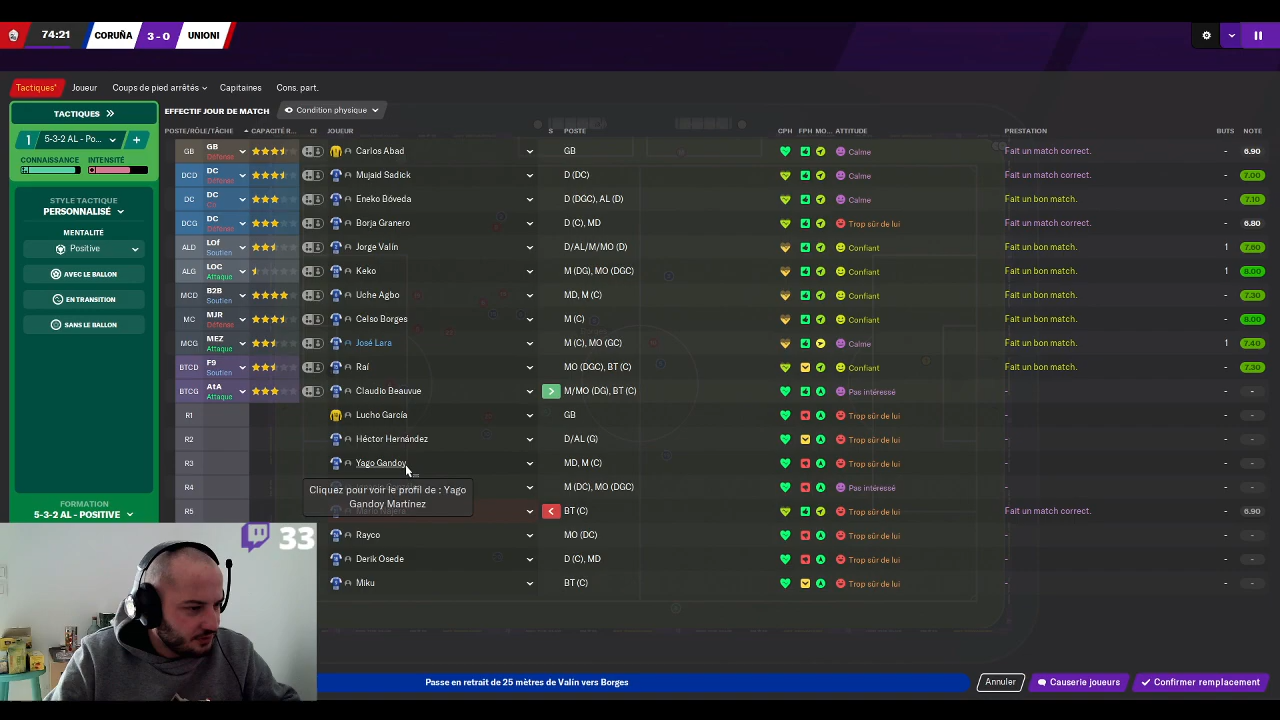 74:21 CORUÑA 3 - 0 UNIONI
Tactiques* Joueur Coups de pied arrêtés Capitaines Cons. part.
TACTIQUES
1 5-3-2 AL - Po... +
CONNAISSANCE INTENSITÉ
STYLE TACTIQUE
PERSONNALISÉ
MENTALITÉ
Positive
AVEC LE BALLON
EN TRANSITION
SANS LE BALLON
FORMATION
5-3-2 AL - POSITIVE
EFFECTIF JOUR DE MATCH Condition physique
POSTE/RÔLE/TÂCHE CAPACITÉ R... CI JOUEUR S POSTE CPH FPH MO... ATTITUDE PRESTATION BUTS NOTE
GB GB Défense Carlos Abad GB Calme Fait un match correct. - 6.90
DCD DC Défense Mujaid Sadick D (DC) Calme Fait un bon match. - 7.00
DC DC Eneko Bóveda D (DGC), AL (D) Calme Fait un bon match. - 7.10
DCG DC Défense Borja Granero D (C), MD Trop sûr de lui Fait un match correct. - 6.80
ALD LOf Soutien Jorge Valín D/AL/M/MO (D) Confiant Fait un bon match. 1 7.60
ALG LOC Attaque Keko M (DG), MO (DGC) Confiant Fait un bon match. 1 8.00
MCD B2B Soutien Uche Agbo MD, M (C) Confiant Fait un bon match. - 7.30
MC MJR Défense Celso Borges M (C) Confiant Fait un bon match. - 8.00
MCG MEZ Attaque José Lara M (C), MO (GC) Calme Fait un bon match. 1 7.40
BTCD F9 Soutien Raí MO (DGC), BT (C) Confiant Fait un bon match. - 7.30
BTCG AtA Attaque Claudio Beauvue M/MO (DG), BT (C) Pas intéressé - - -
R1 Lucho García GB Trop sûr de lui - - -
R2 Héctor Hernández D/AL (G) Trop sûr de lui - - -
R3 Yago Gandoy MD, M (C) Trop sûr de lui - - -
R4 M (DC), MO (DGC) Pas intéressé - - -
Cliquez pour voir le profil de : Yago
Gandoy Martínez
R5 BT (C) Fait un match correct. - 6.90
Rayco MO (DC) Trop sûr de lui - - -
Derik Osede D (C), MD Trop sûr de lui - - -
Miku BT (C) Trop sûr de lui - - -
33
Passe en retrait de 25 mètres de Valín vers Borges
Annuler Causerie joueurs Confirmer remplacement